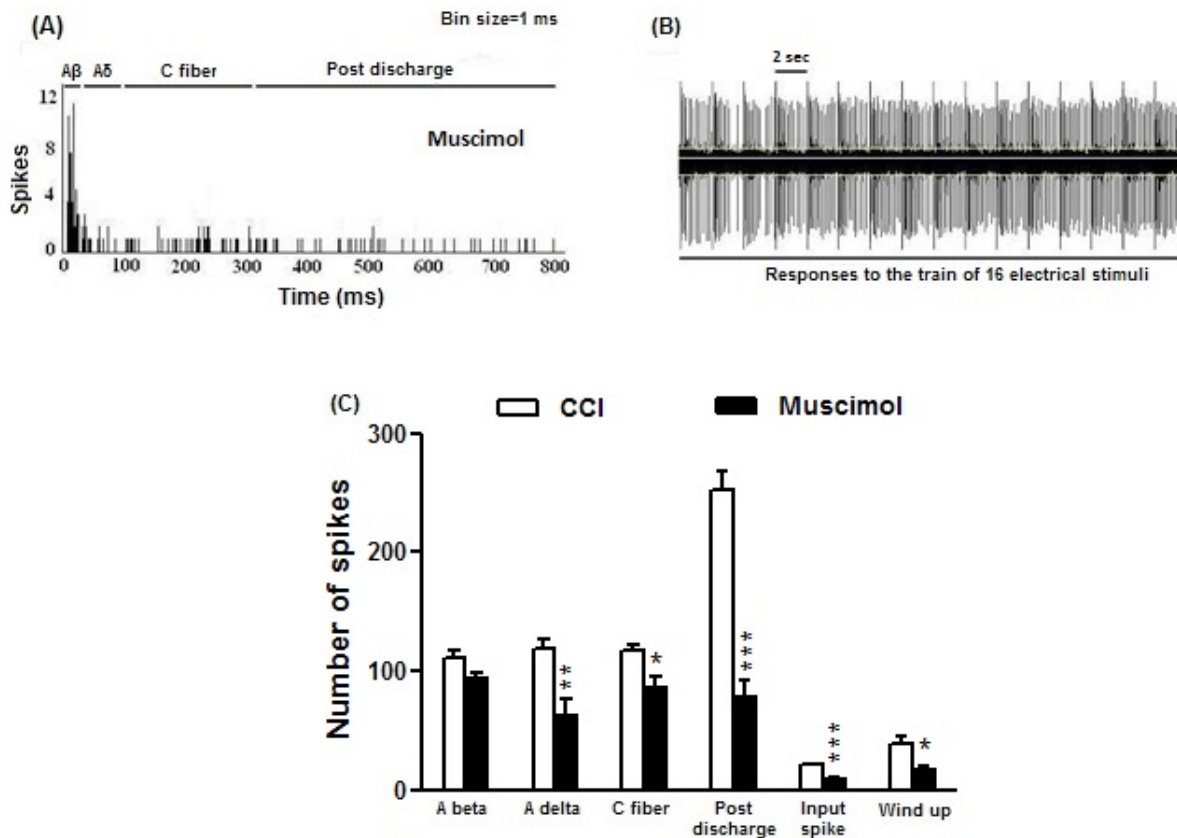 (A)
Bin size=1 ms
Aβ Aδ C fiber Post discharge
12
8
4
0
Spikes
Muscimol
0 100 200 300 400 500 600 700 800
Time (ms)
(B)
2 sec
Responses to the train of 16 electrical stimuli
(C)
CCI Muscimol
300
200
100
0
Number of spikes
**
*
***
***
*
A beta A delta C fiber Post discharge Input spike Wind up